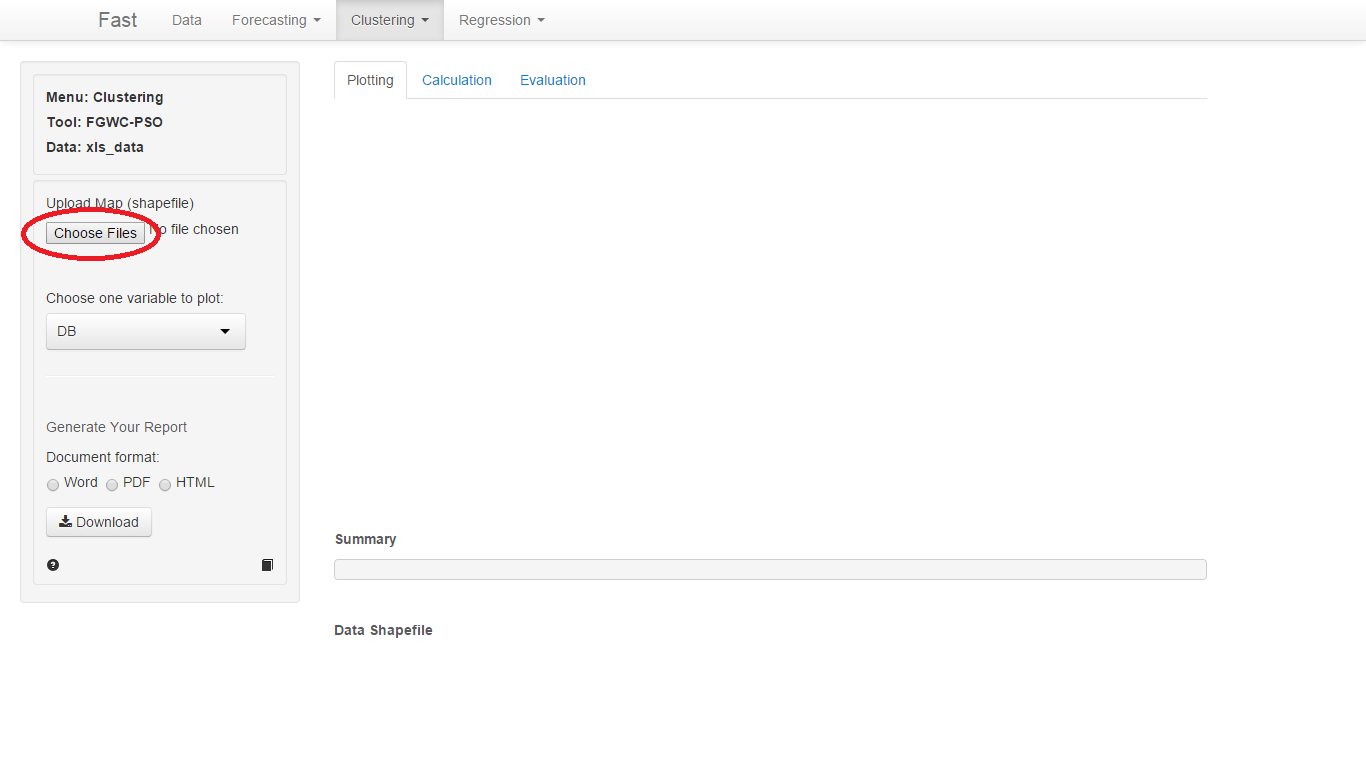 Fast Data Forecasting Clustering Regression
Menu: Clustering
Tool: FGWC-PSO
Data: xls_data
Upload Map (shapefile)
Choose Files No file chosen
Choose one variable to plot:
DB
Generate Your Report
Document format:
Word PDF HTML
Download
Plotting Calculation Evaluation
Summary
Data Shapefile